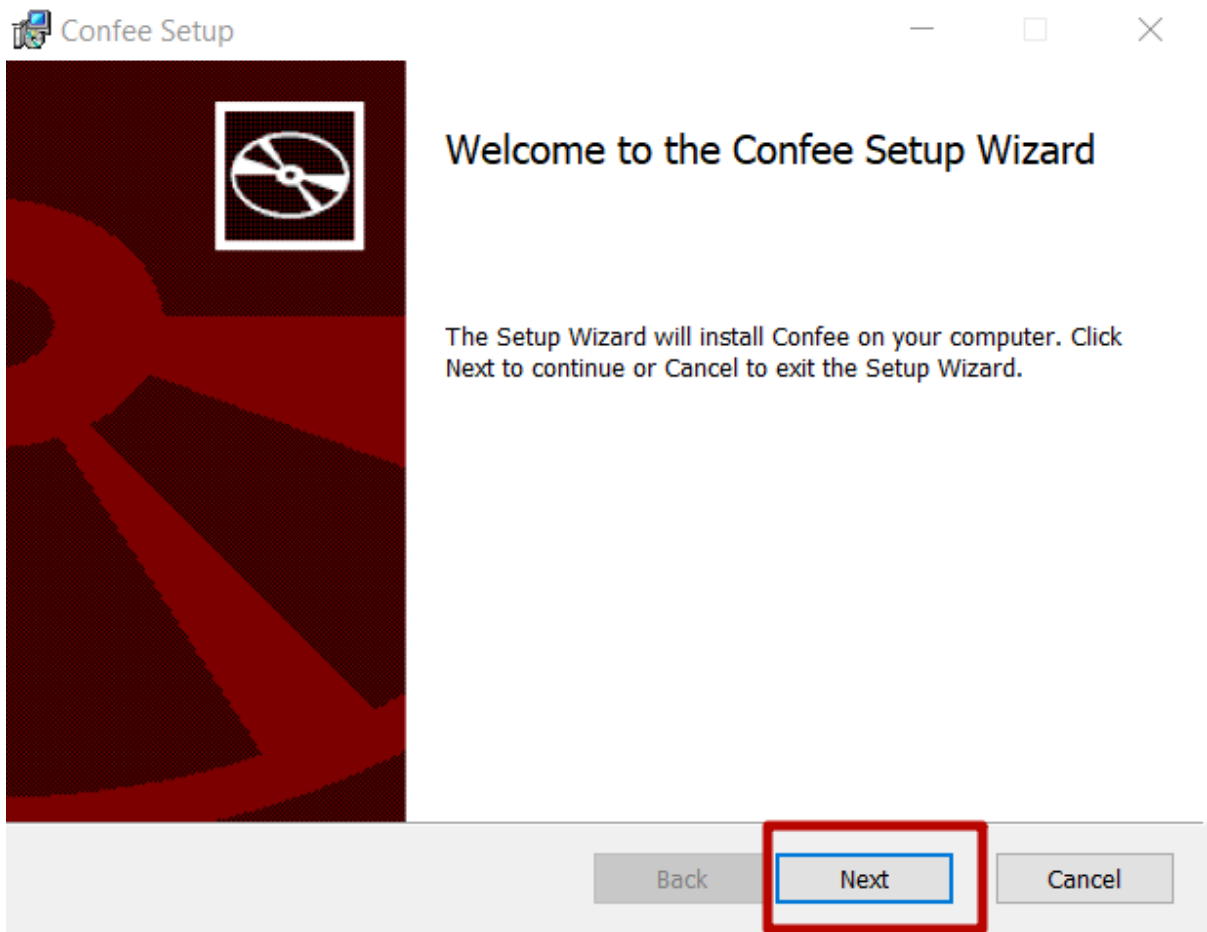 Confee Setup
Welcome to the Confee Setup Wizard
The Setup Wizard will install Confee on your computer. Click
Next to continue or Cancel to exit the Setup Wizard.
Back Next Cancel